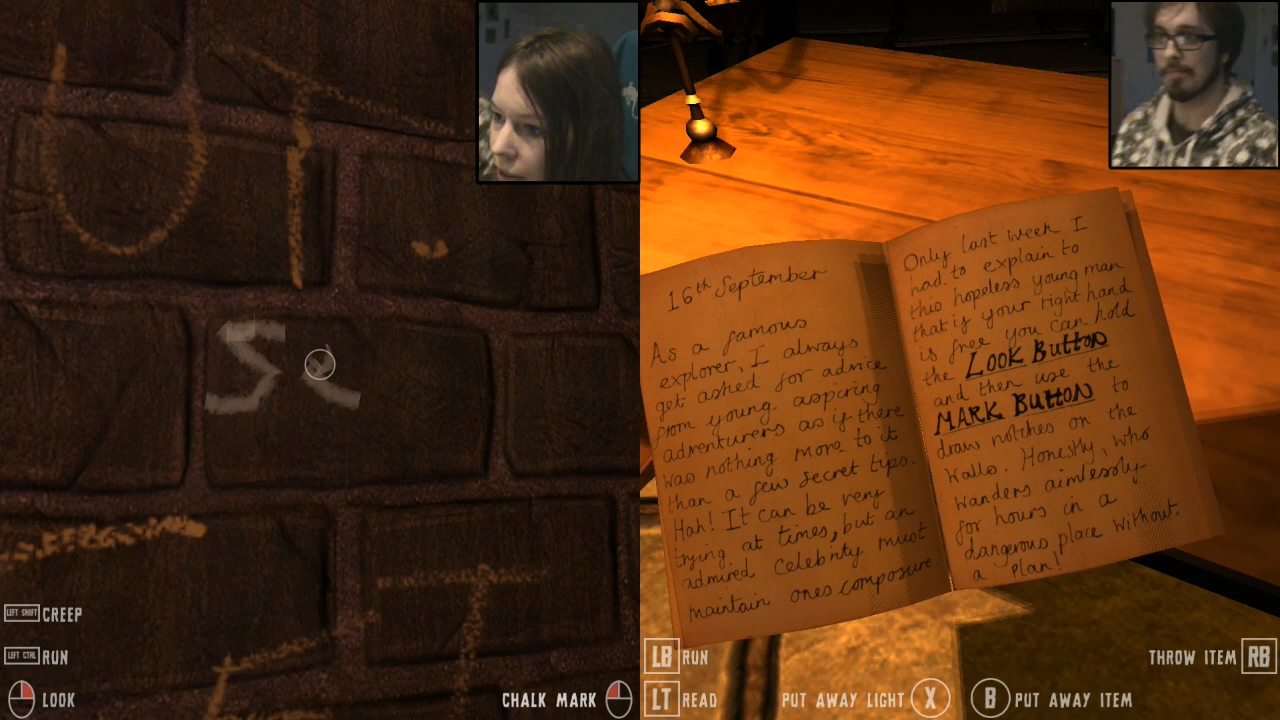 UT
LEFT SHIFT CREEP
LEFT CTRL RUN
LOOK
CHALK MARK
16th September
As a famous
explorer, I always
get asked for advice
from young aspiring
adventurers as if there
was nothing more to it
than a few secret tips.
Hah! It can be very
trying at times, but an
admired celebrity must
maintain ones composure.
Only last week I
had to explain to
this hopeless young man
that if your right hand
is free you can hold
the LOOK BUTTON
and then use the
MARK BUTTON to
draw notches on the
walls. Honestly, who
wanders aimlessly
for hours in a
dangerous place without
a plan!
LB RUN
LT READ
PUT AWAY LIGHT X
B PUT AWAY ITEM
THROW ITEM RB